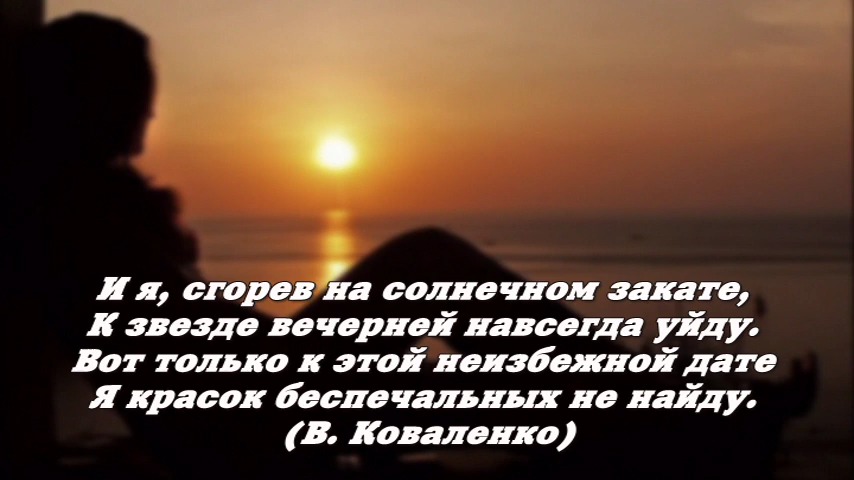 И я, сгорев на солнечном закате,
К звезде вечерней навсегда уйду.
Вот только к этой неизбежной дате
Я красок беспечальных не найду.
(В. Коваленко)